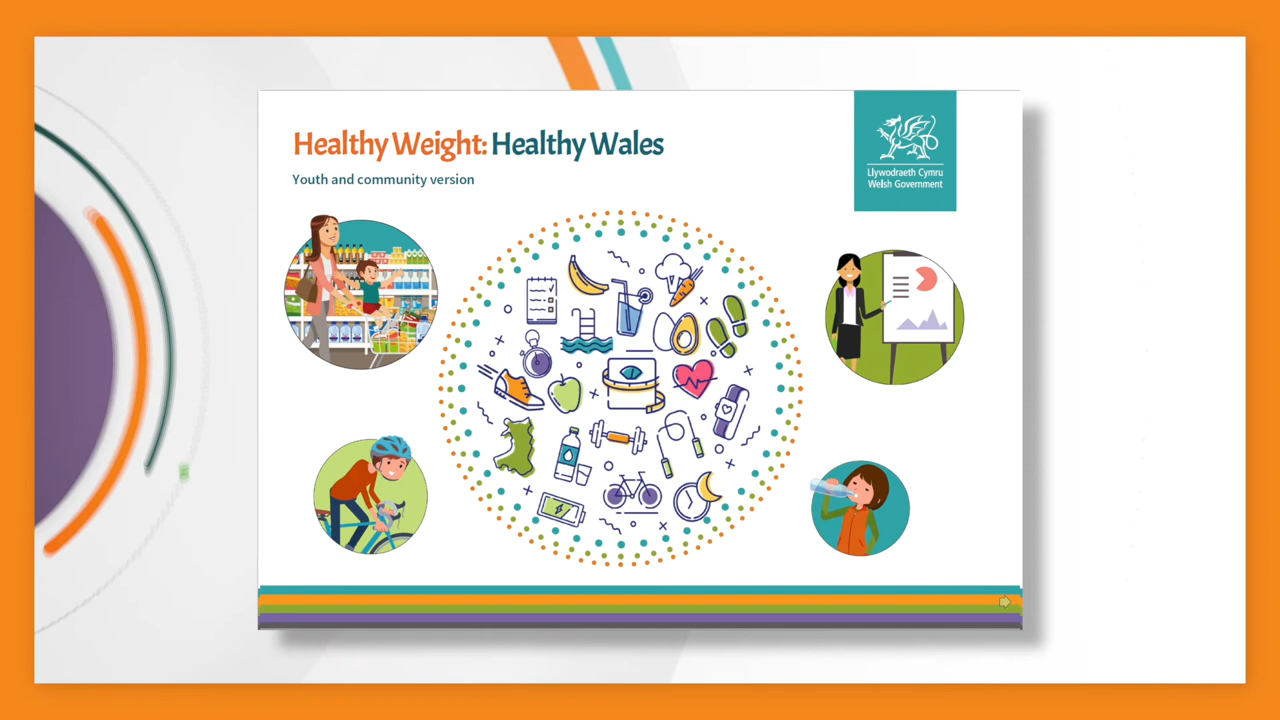 Healthy Weight: Healthy Wales
Youth and community version
Llywodraeth Cymru
Welsh Government